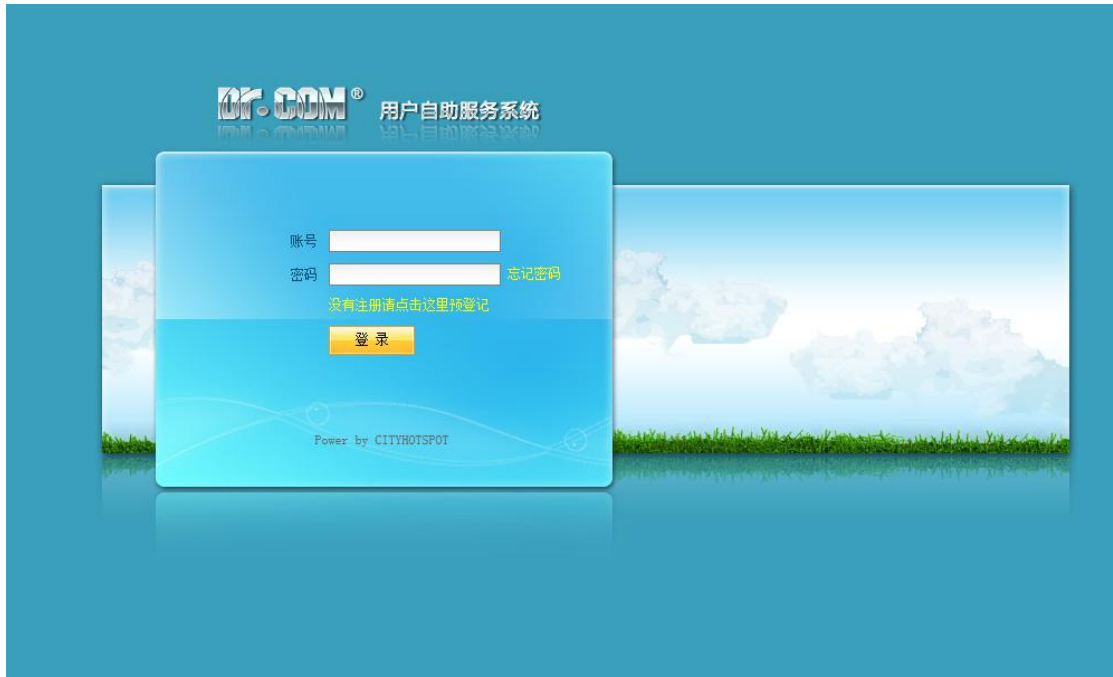 Dr.COM® 用户自助服务系统
账号
密码 忘记密码
没有注册请点击这里预登记
登 录
Power by CITYHOTSPOT